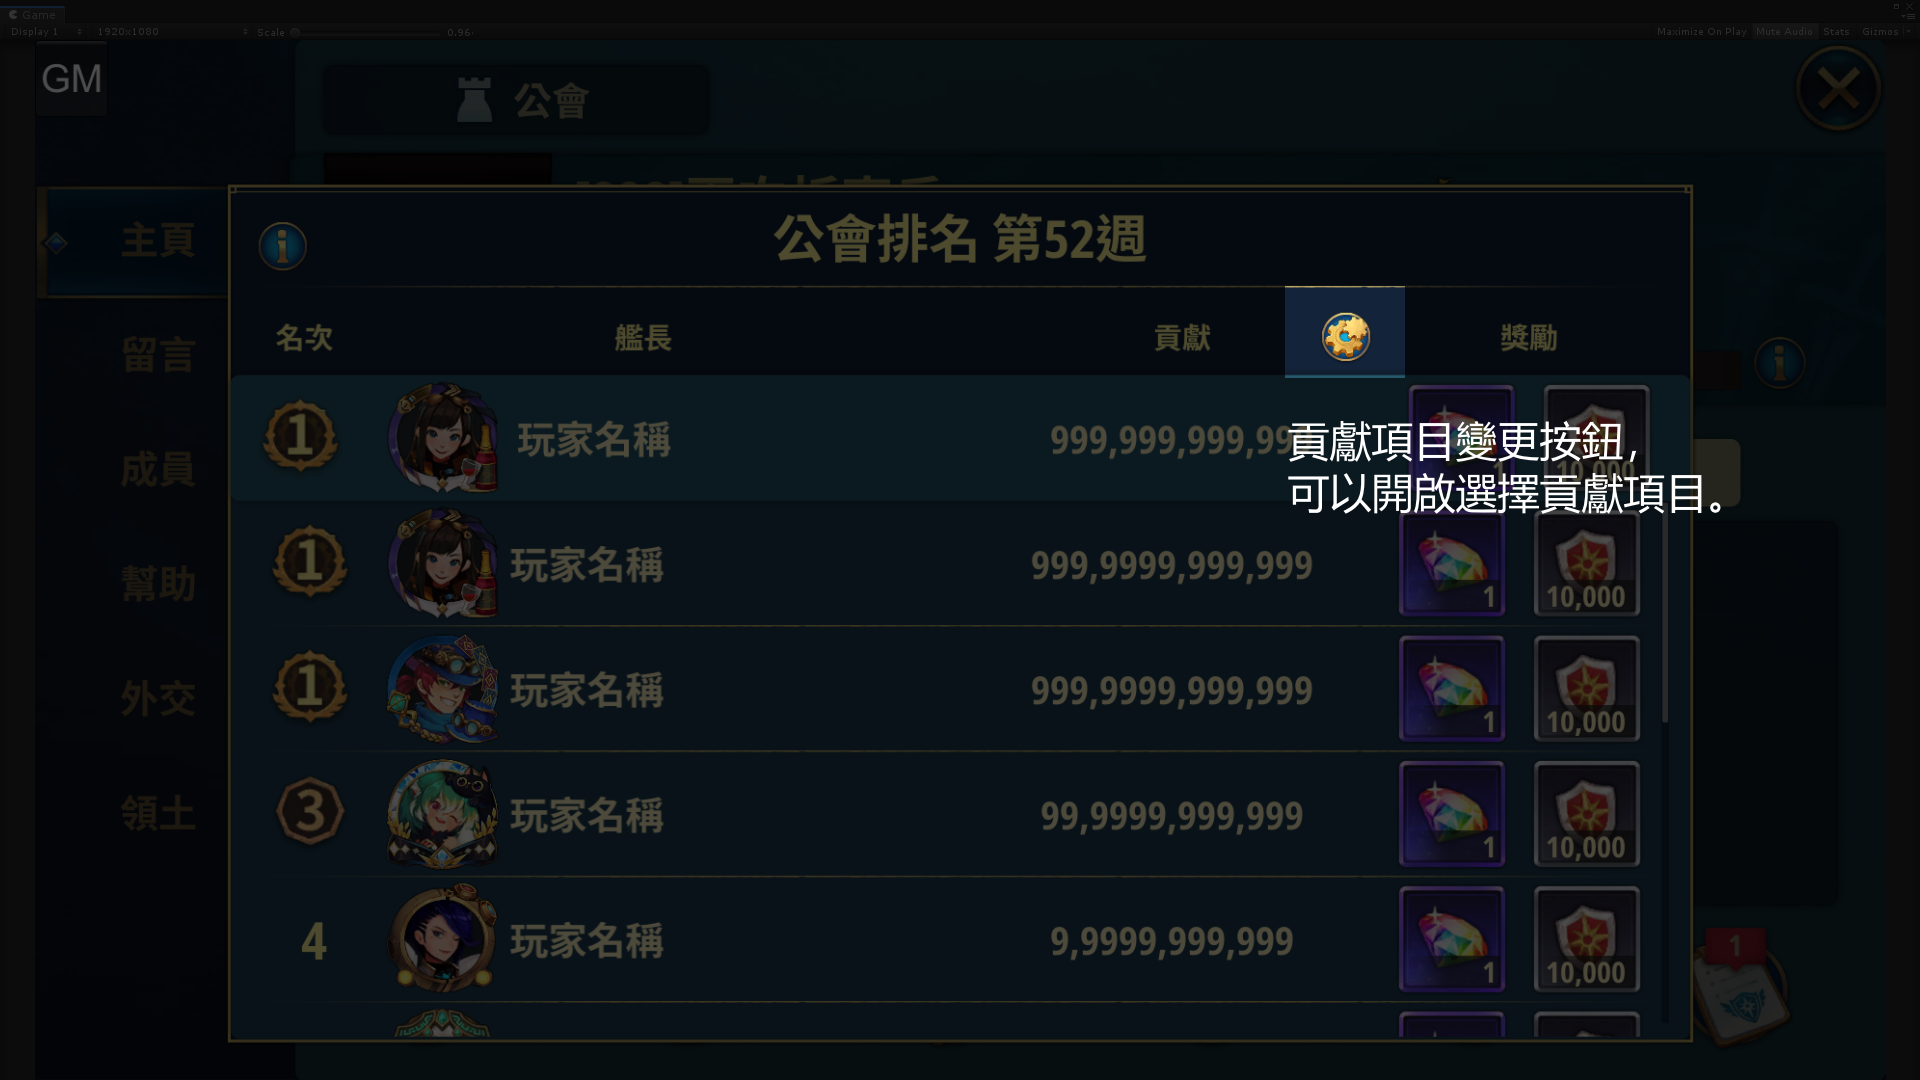 Game
Display 1
1920x1080
Scale
0.96
Maximize On Play
Mute Audio
Stats
Gizmos
GM
公會
主頁
留言
成員
幫助
外交
領土
公會排名 第52週
名次
艦長
貢獻
獎勵
1
玩家名稱
999,999,999,99
1
10,000
貢獻項目變更按鈕,
可以開啟選擇貢獻項目。
1
玩家名稱
999,9999,999,999
1
10,000
1
玩家名稱
999,9999,999,999
1
10,000
3
玩家名稱
99,9999,999,999
1
10,000
4
玩家名稱
9,9999,999,999
1
10,000
1